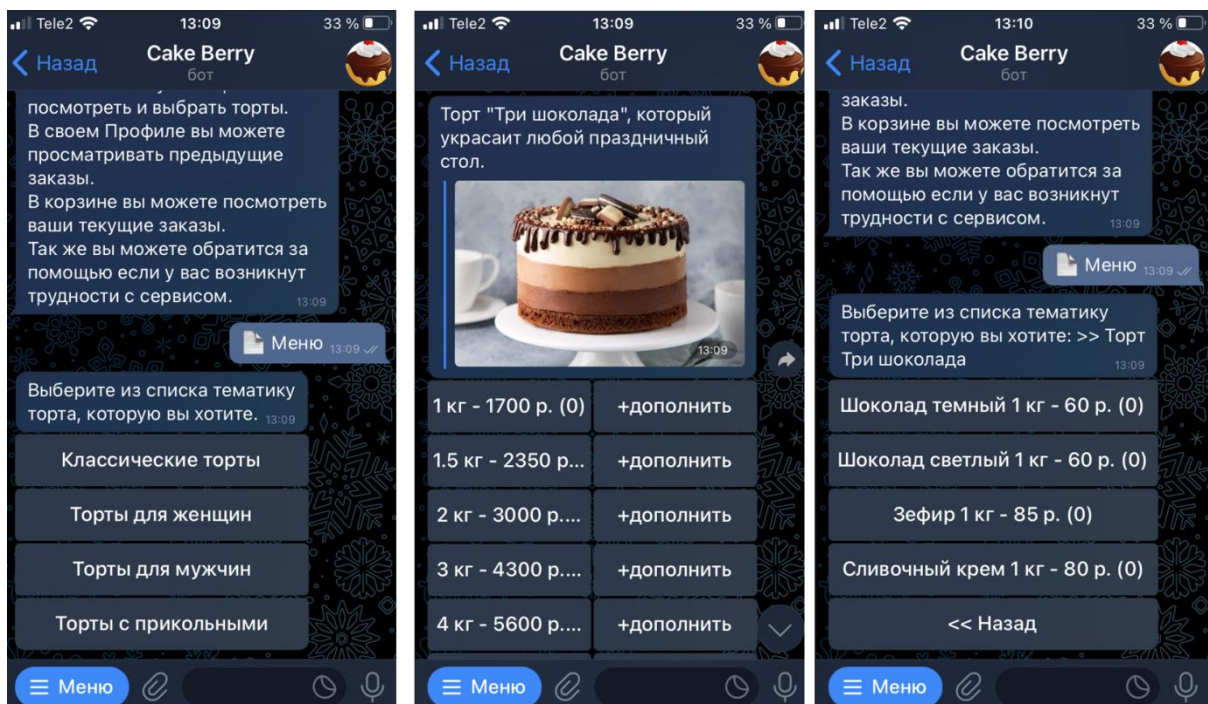 Tele2
13:09
33 %
Назад
Cake Berry
бот
посмотреть и выбрать торты.
В своем Профиле вы можете
просматривать предыдущие
заказы.
В корзине вы можете посмотреть
ваши текущие заказы.
Так же вы можете обратится за
помощью если у вас возникнут
трудности с сервисом. 13:09
Меню 13:09
Выберите из списка тематику
торта, которую вы хотите. 13:09
Классические торты
Торты для женщин
Торты для мужчин
Торты с прикольными
Меню
Tele2
13:09
33 %
Назад
Cake Berry
бот
Торт "Три шоколада", который
украсаит любой праздничный
стол.
13:09
1 кг - 1700 р. (0) +дополнить
1.5 кг - 2350 р... +дополнить
2 кг - 3000 р.... +дополнить
3 кг - 4300 р.... +дополнить
4 кг - 5600 р.... +дополнить
Меню
Tele2
13:10
33 %
Назад
Cake Berry
бот
заказы.
В корзине вы можете посмотреть
ваши текущие заказы.
Так же вы можете обратится за
помощью если у вас возникнут
трудности с сервисом. 13:09
Меню 13:09
Выберите из списка тематику
торта, которую вы хотите: >> Торт
Три шоколада 13:09
Шоколад темный 1 кг - 60 р. (0)
Шоколад светлый 1 кг - 60 р. (0)
Зефир 1 кг - 85 р. (0)
Сливочный крем 1 кг - 80 р. (0)
<< Назад
Меню